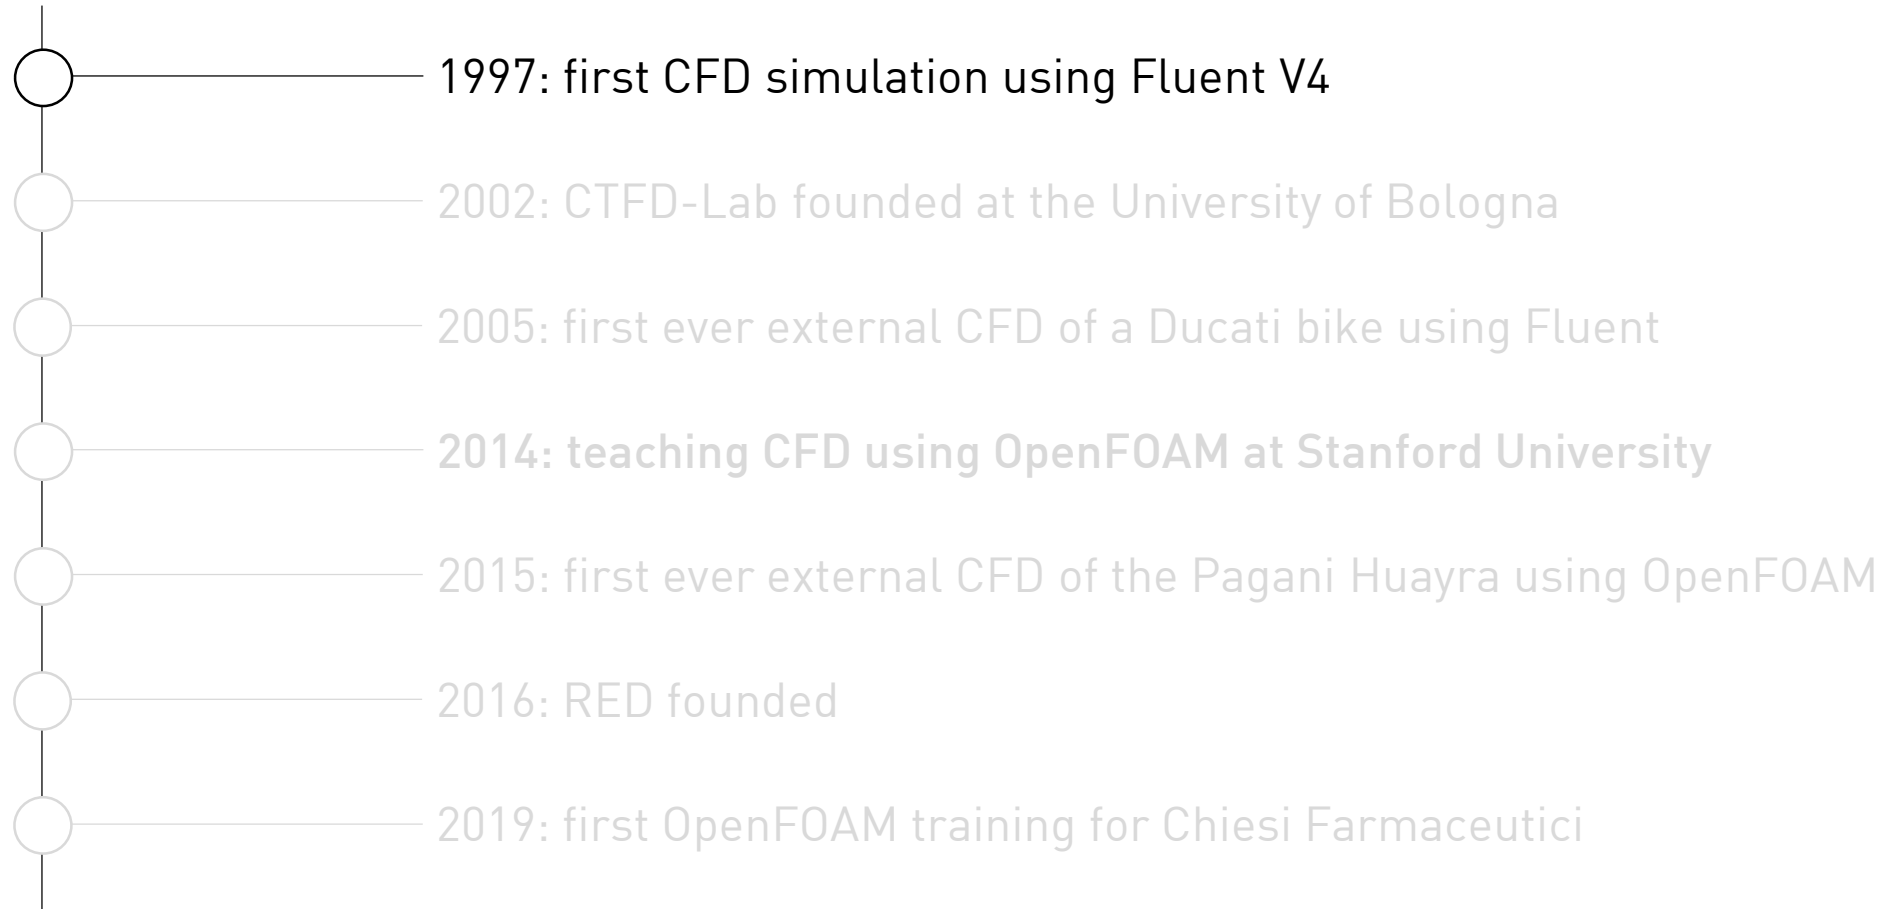 1997: first CFD simulation using Fluent V4
2002: CTFD-Lab founded at the University of Bologna
2005: first ever external CFD of a Ducati bike using Fluent
2014: teaching CFD using OpenFOAM at Stanford University
2015: first ever external CFD of the Pagani Huayra using OpenFOAM
2016: RED founded
2019: first OpenFOAM training for Chiesi Farmaceutici